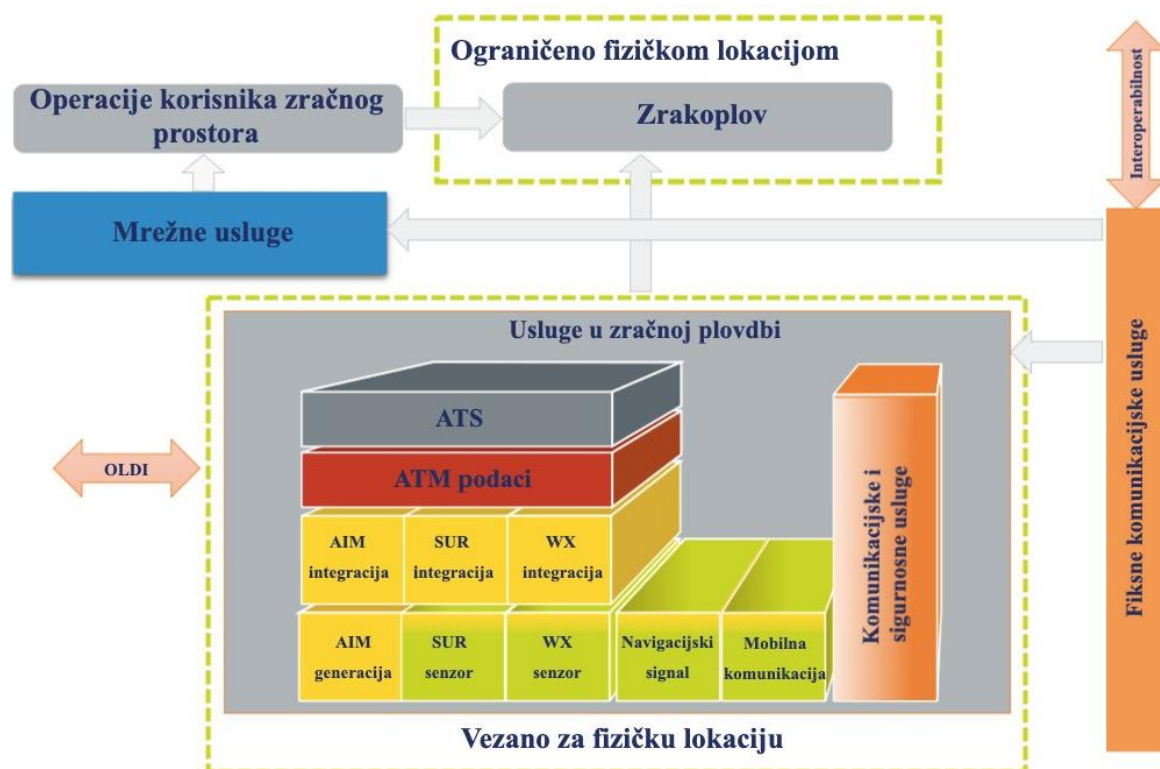 Ograničeno fizičkom lokacijom
Operacije korisnika zračnog
prostora
Zrakoplov
Interoperabilnost
Mrežne usluge
Usluge u zračnoj plovdbi
ATS
ATM podaci
OLDI
AIM
integracija
SUR
integracija
WX
integracija
AIM
generacija
SUR
senzor
WX
senzor
Navigacijski
signal
Mobilna
komunikacija
Komunikacijske i
sigurnosne usluge
Fiksne komunikacijske usluge
Vezano za fizičku lokaciju